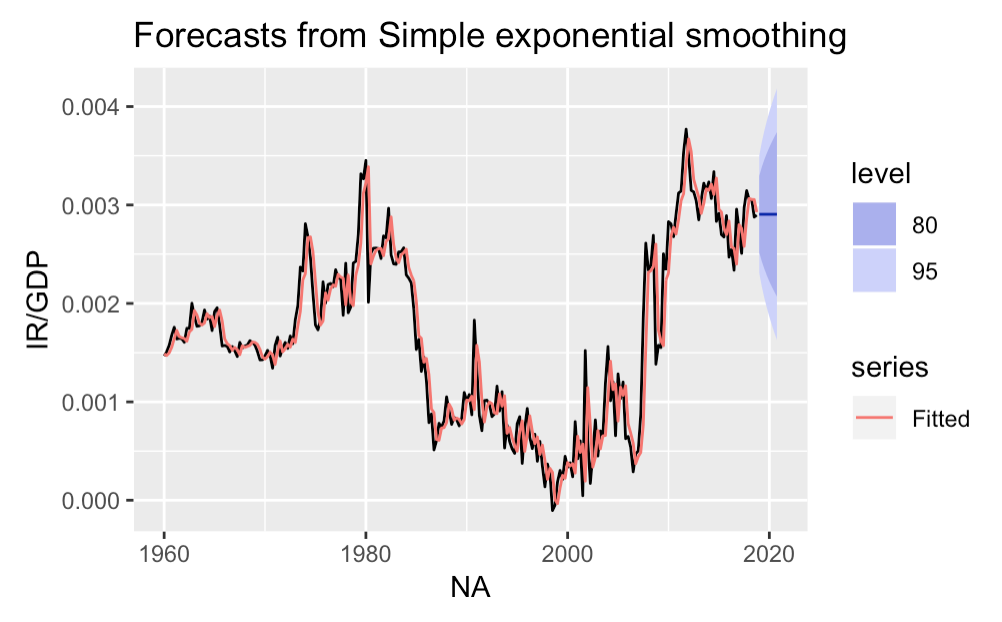 Forecasts from Simple exponential smoothing
0.004
0.003
0.002
0.001
0.000
IR/GDP
1960
1980
2000
2020
NA
level
80
95
series
Fitted